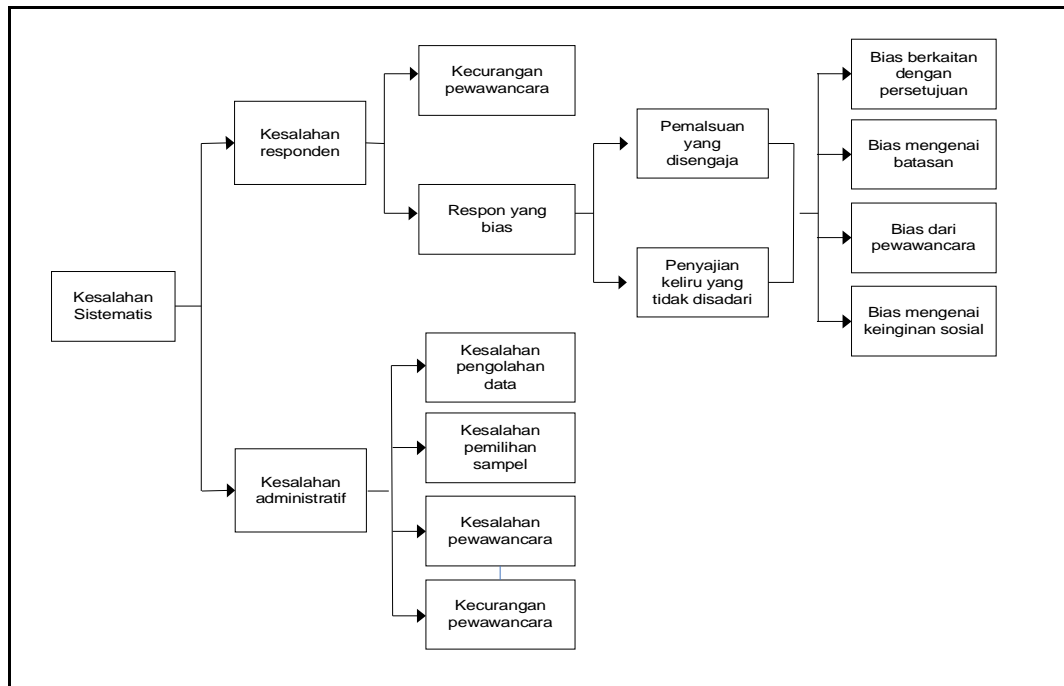 Kesalahan
Sistematis
Kesalahan
responden
Kecurangan
pewawancara
Respon yang
bias
Pemalsuan
yang
disengaja
Penyajian
keliru yang
tidak disadari
Bias berkaitan
dengan
persetujuan
Bias mengenai
batasan
Bias dari
pewawancara
Bias mengenai
keinginan sosial
Kesalahan
administratif
Kesalahan
pengolahan
data
Kesalahan
pemilihan
sampel
Kesalahan
pewawancara
Kecurangan
pewawancara